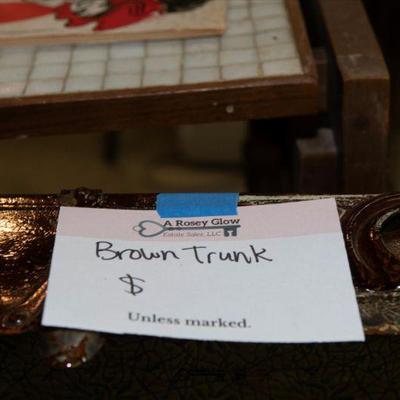 A Rosey Glow
Estate Sales, LLC
Brown Trunk
$
Unless marked.